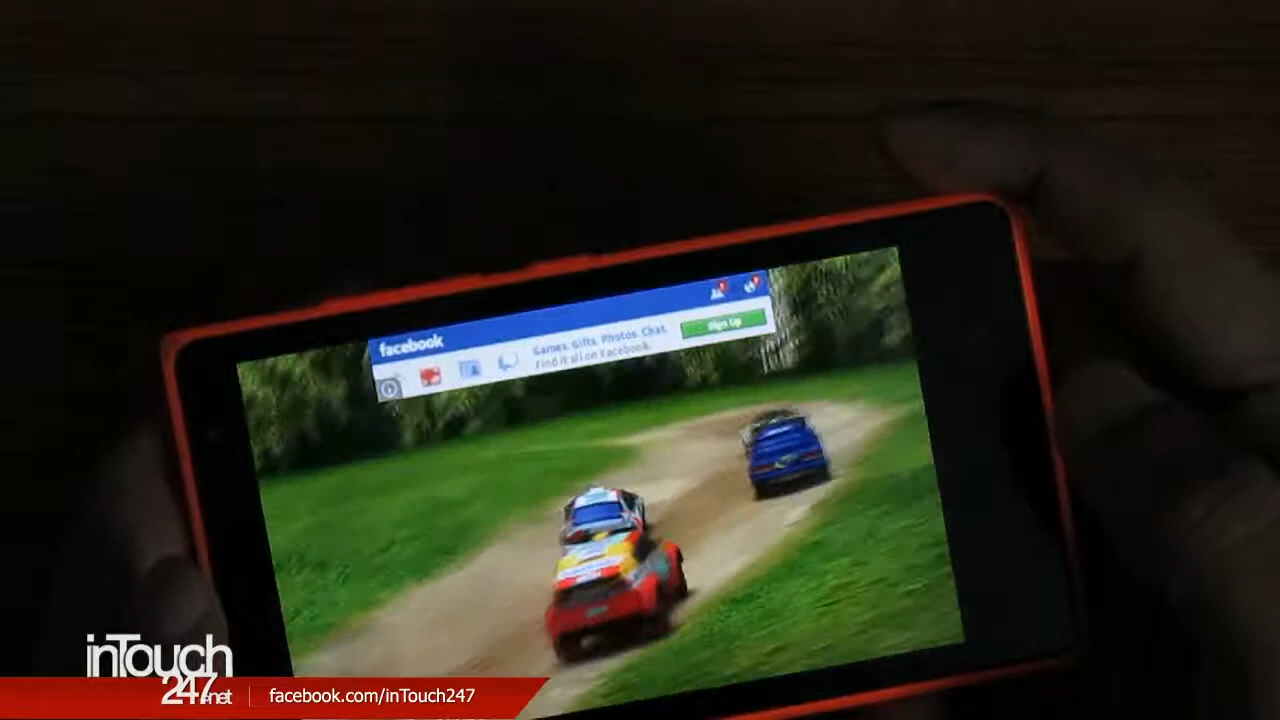 facebook
Games. Gifts. Photos. Chat.
Find it all on Facebook.
Sign Up
inTouch
247.net
facebook.com/inTouch247